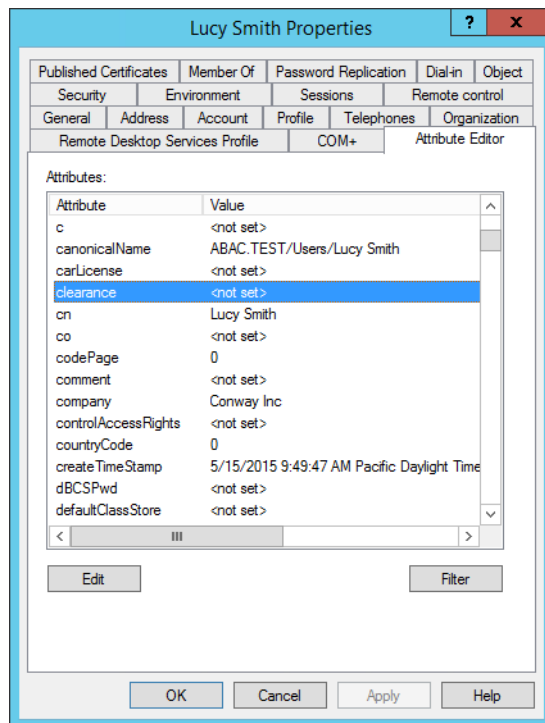 Lucy Smith Properties
? x
Published Certificates Member Of Password Replication Dial-in Object
Security Environment Sessions Remote control
General Address Account Profile Telephones Organization
Remote Desktop Services Profile COM+ Attribute Editor
Attributes:
Attribute Value
c <not set>
canonicalName ABAC.TEST/Users/Lucy Smith
carLicense <not set>
clearance <not set>
cn Lucy Smith
co <not set>
codePage 0
comment <not set>
company Conway Inc
controlAccessRights <not set>
countryCode 0
createTimeStamp 5/15/2015 9:49:47 AM Pacific Daylight Time
dBCSPwd <not set>
defaultClassStore <not set>
Edit Filter
OK Cancel Apply Help